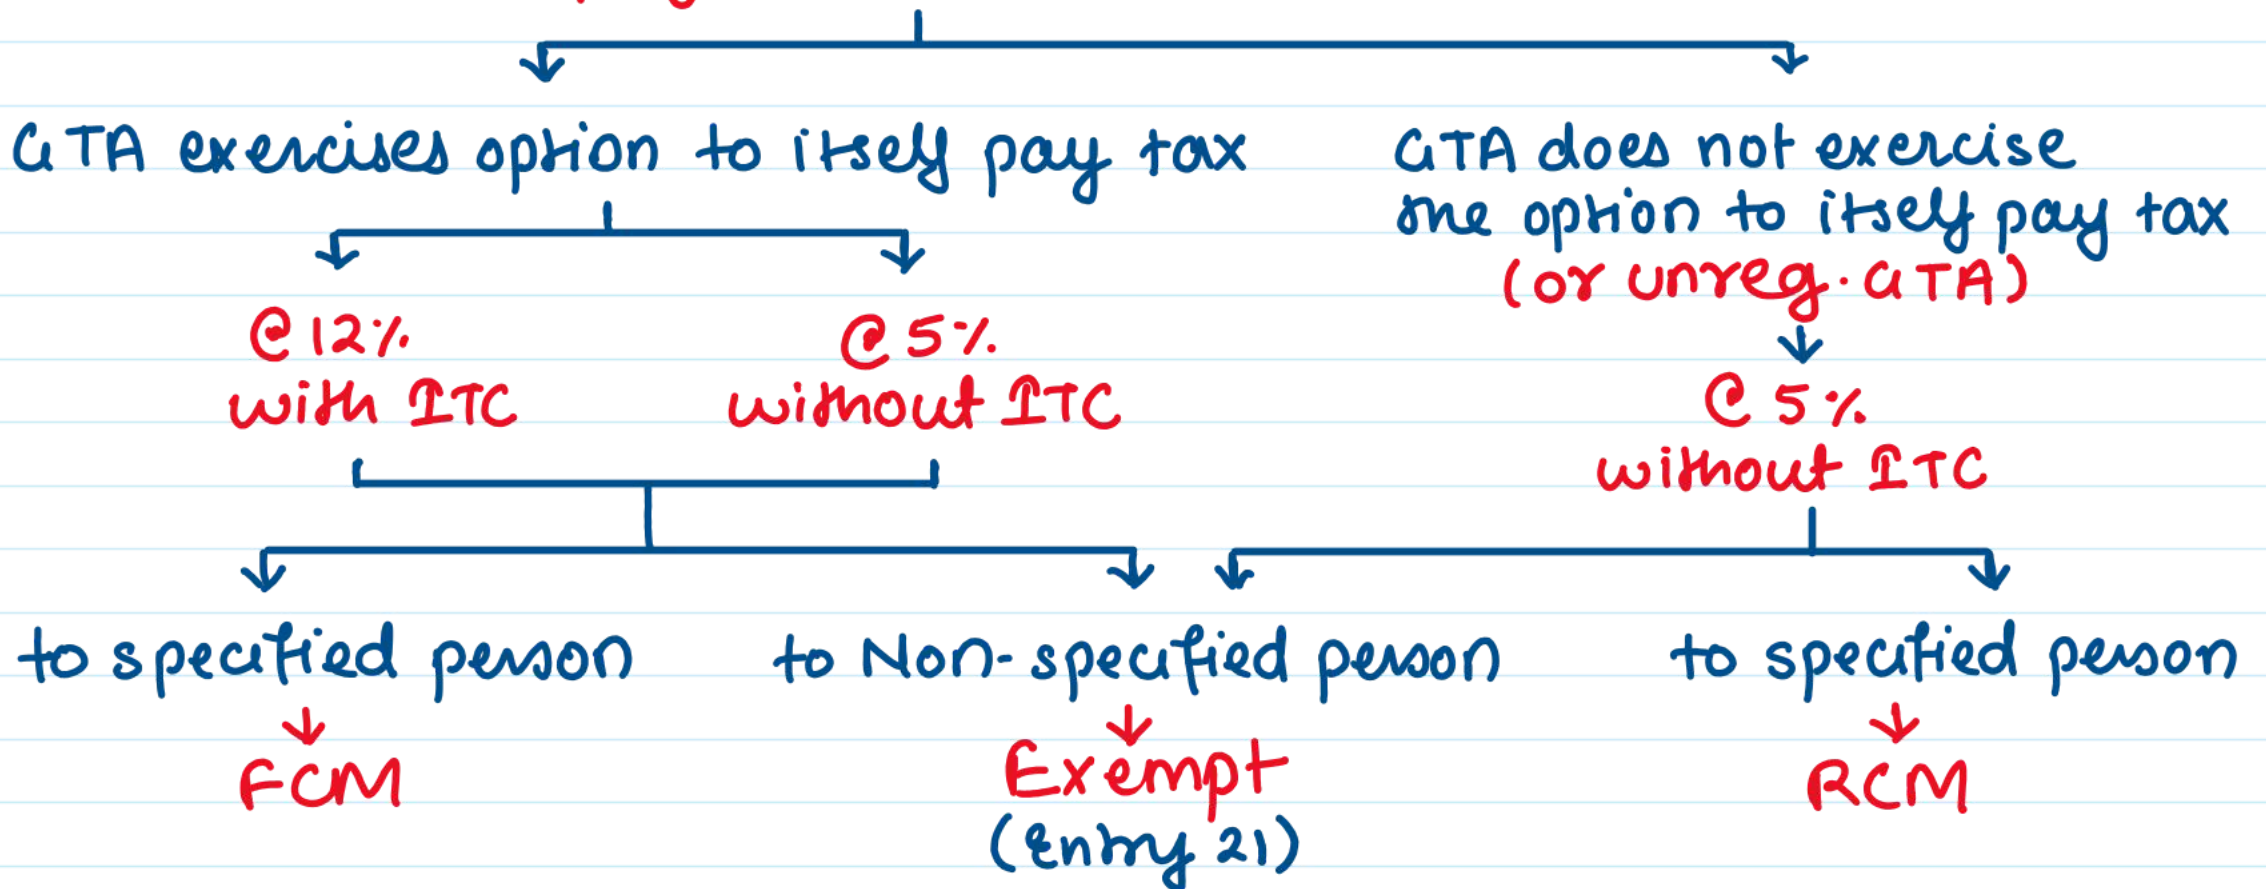 GTA exercises option to itself pay tax
GTA does not exercise
the option to itself pay tax
(or unreg. GTA)
@ 12%
with ITC
@ 5%
without ITC
@ 5%
without ITC
to specified person
to Non-specified person
to specified person
FCM
Exempt
(Entry 21)
RCM